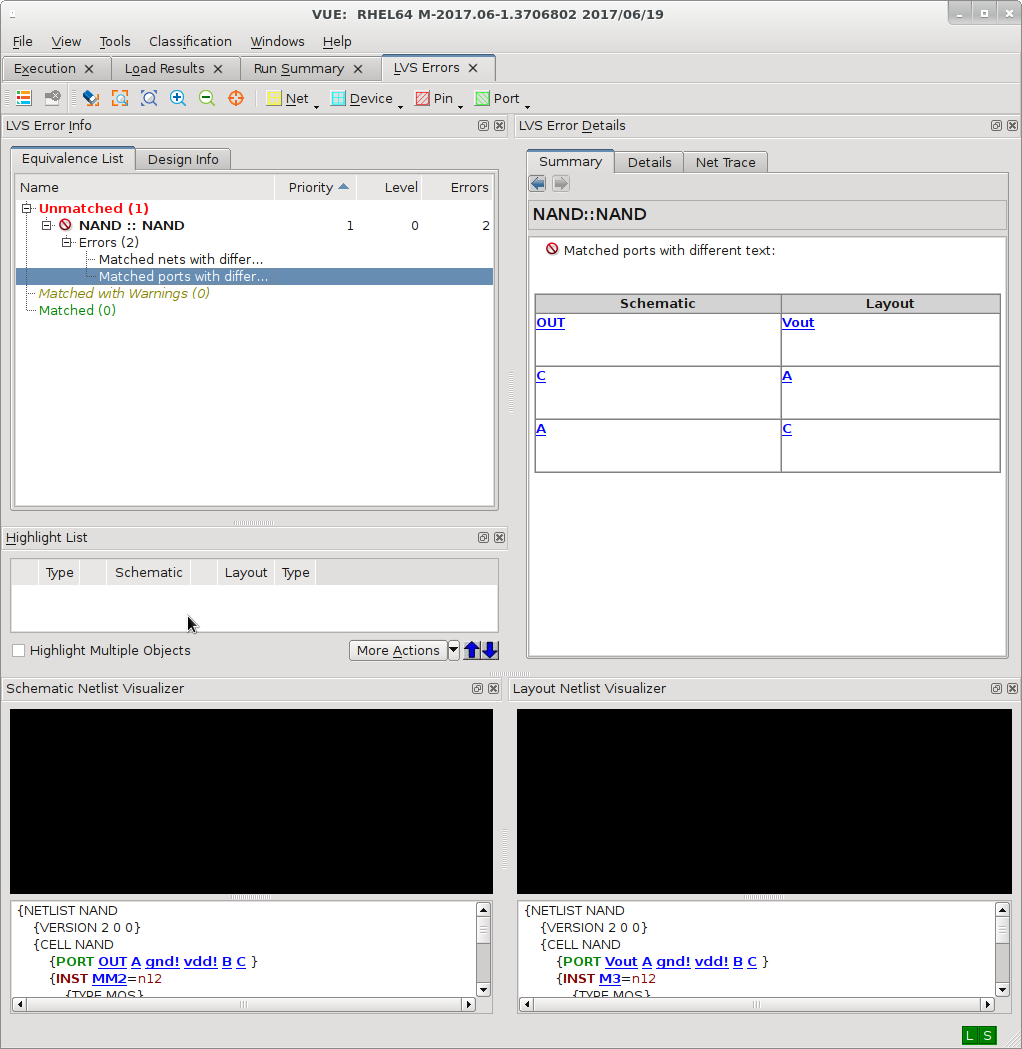 VUE:  RHEL64 M-2017.06-1.3706802 2017/06/19
File View Tools Classification Windows Help
Execution Load Results Run Summary LVS Errors
Net Device Pin Port
LVS Error Info
Equivalence List Design Info
Name Priority Level Errors
Unmatched (1)
NAND :: NAND 1 0 2
Errors (2)
Matched nets with differ...
Matched ports with differ...
Matched with Warnings (0)
Matched (0)
Highlight List
Type Schematic Layout Type
Highlight Multiple Objects More Actions
LVS Error Details
Summary Details Net Trace
NAND::NAND
Matched ports with different text:
Schematic Layout
OUT Vout
C A
A C
Schematic Netlist Visualizer
{NETLIST NAND
{VERSION 2 0 0}
{CELL NAND
{PORT OUT A gnd! vdd! B C }
{INST MM2=n12
{TYPE MOS}
Layout Netlist Visualizer
{NETLIST NAND
{VERSION 2 0 0}
{CELL NAND
{PORT Vout A gnd! vdd! B C }
{INST M3=n12
{TYPE MOS}
L S